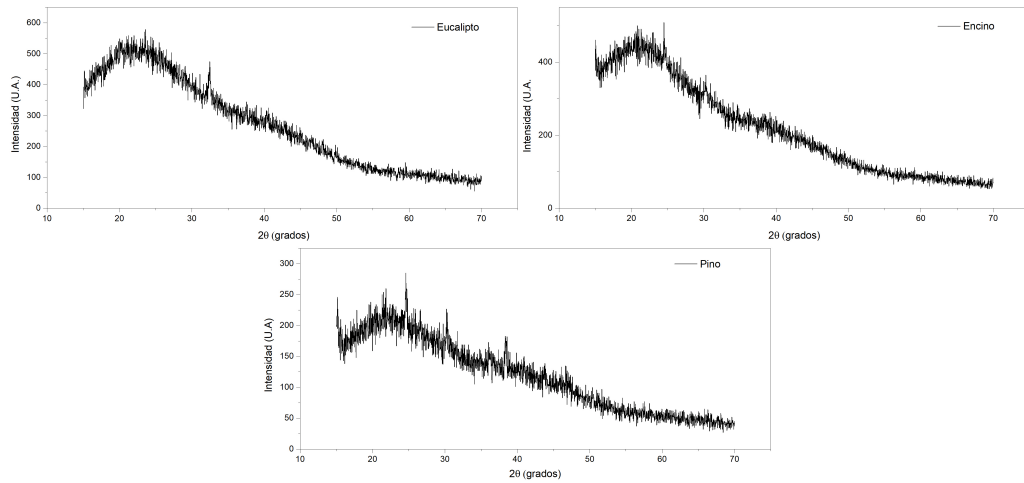 Eucalipto
Intensidad (U.A.)
600
500
400
300
200
100
0
10 20 30 40 50 60 70
2θ (grados)
Encino
Intensidad (U.A.
400
200
0
10 20 30 40 50 60 70
2θ (grados)
Pino
Intensidad (U.A)
300
250
200
150
100
50
0
10 20 30 40 50 60 70
2θ (grados)